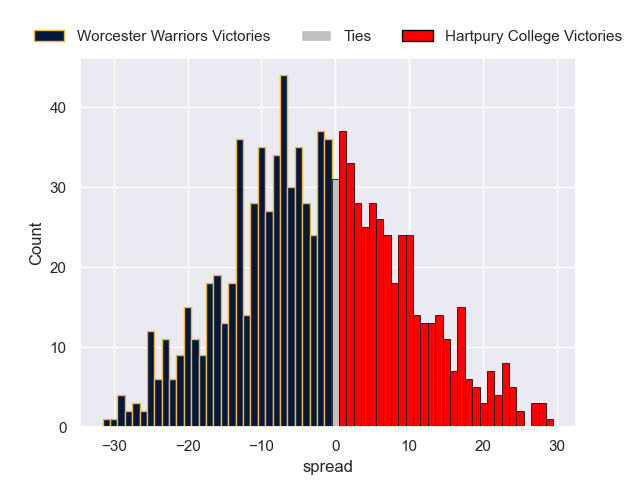 Worcester Warriors Victories Ties Hartpury College Victories
40
30
20
10
0
Count
−30 −20 −10 0 10 20 30
spread